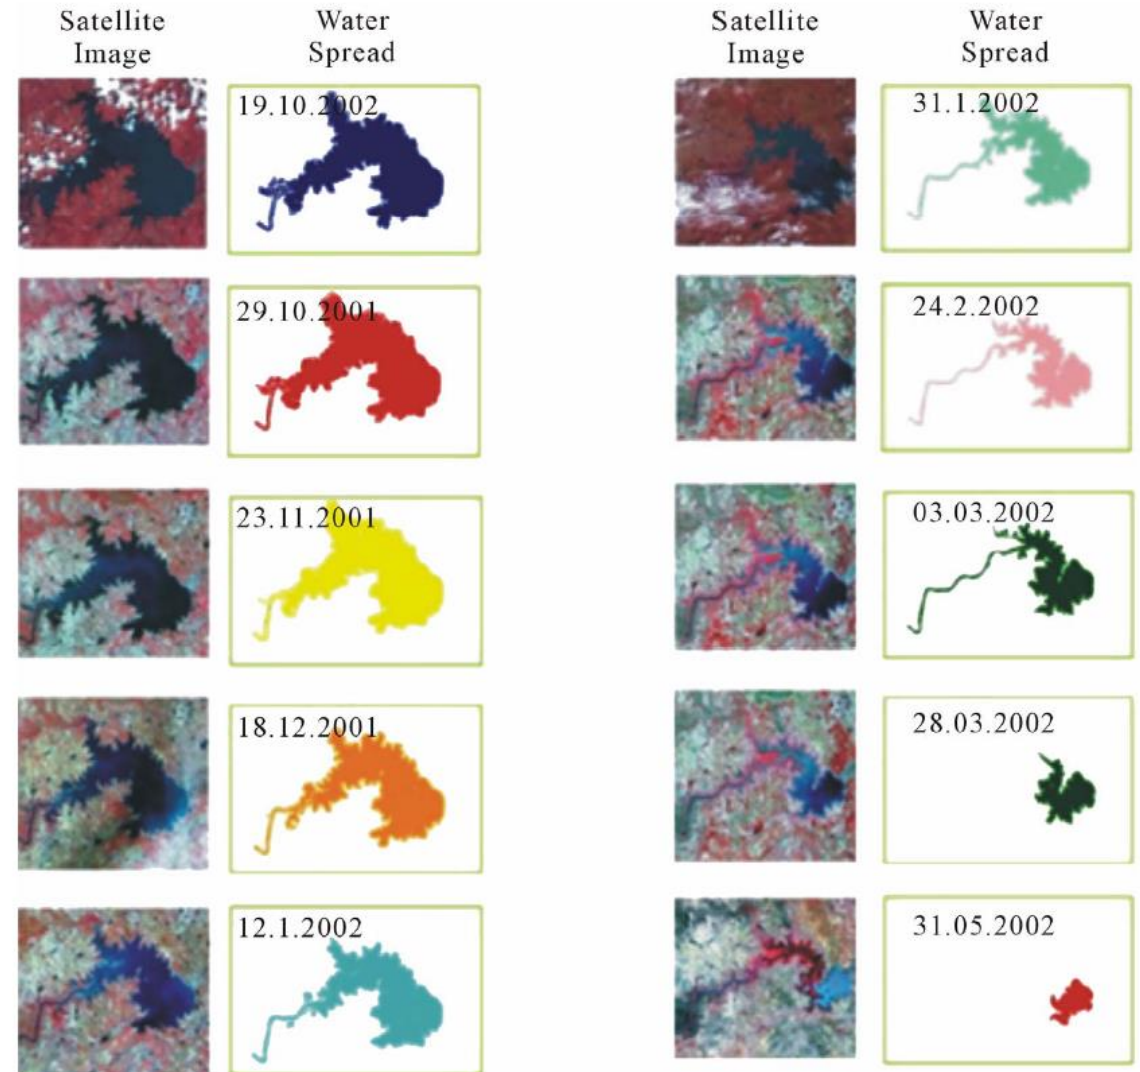 Satellite
Image
Water
Spread
19.10.2002
29.10.2001
23.11.2001
18.12.2001
12.1.2002
Satellite
Image
Water
Spread
31.1.2002
24.2.2002
03.03.2002
28.03.2002
31.05.2002